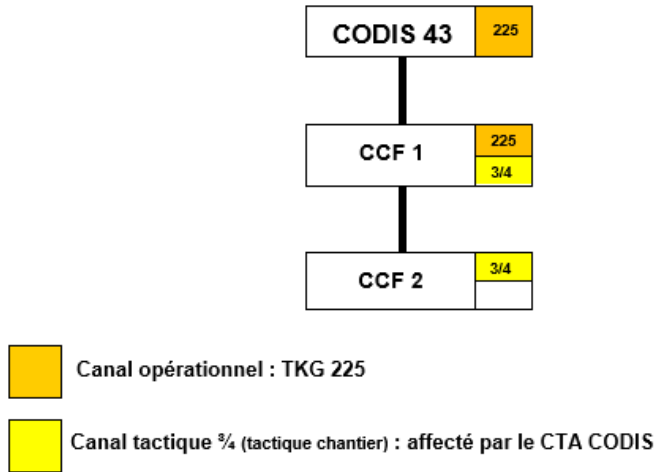 CODIS 43 225
CCF 1 225
3/4
CCF 2 3/4
Canal opérationnel : TKG 225
Canal tactique ¾ (tactique chantier) : affecté par le CTA CODIS